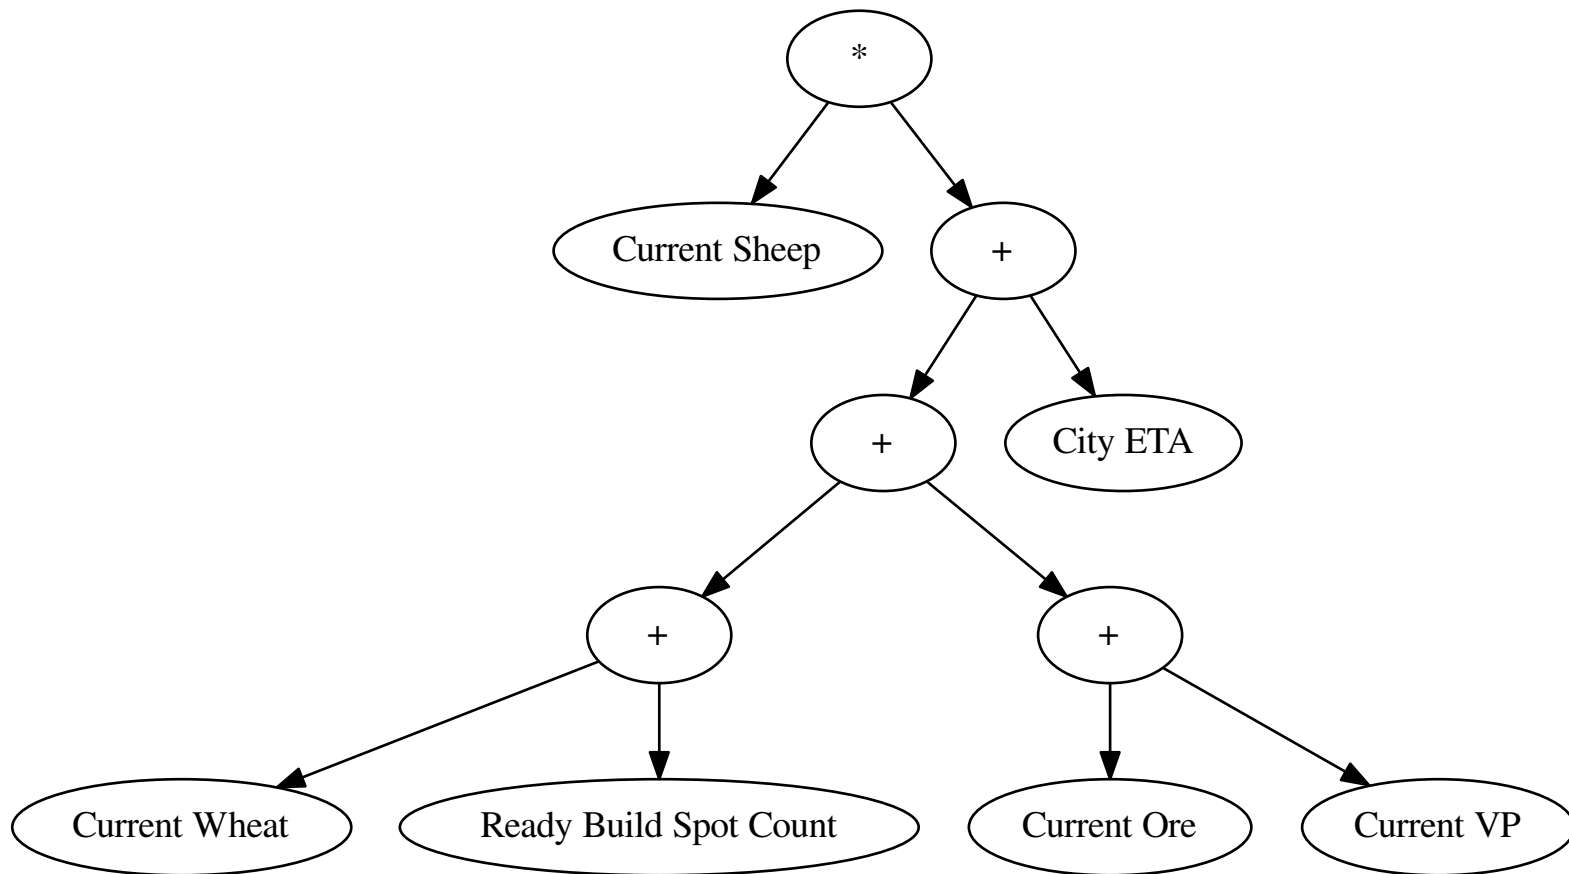 *
Current Sheep
+
+
City ETA
+
+
Current Wheat
Ready Build Spot Count
Current Ore
Current VP